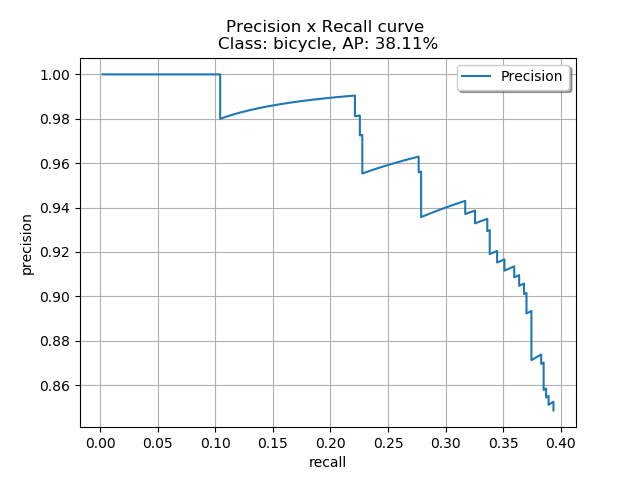 Precision x Recall curve
Class: bicycle, AP: 38.11%
Precision
1.00
0.98
0.96
0.94
0.92
0.90
0.88
0.86
precision
0.00 0.05 0.10 0.15 0.20 0.25 0.30 0.35 0.40
recall